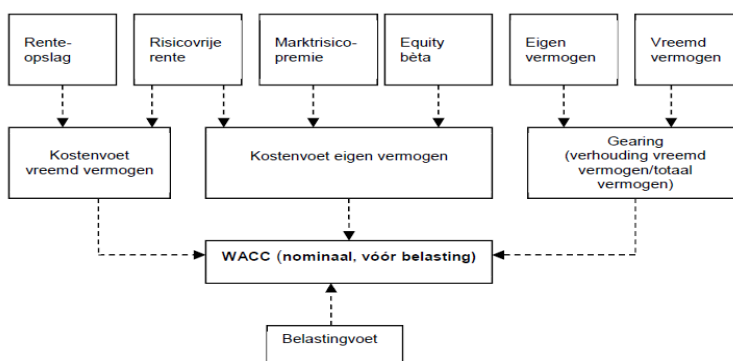 Rente-
opslag
Risicovrije
rente
Marktrisico-
premie
Equity
bèta
Eigen
vermogen
Vreemd
vermogen
Kostenvoet
vreemd vermogen
Kostenvoet eigen vermogen
Gearing
(verhouding vreemd
vermogen/totaal
vermogen)
WACC (nominaal, vóór belasting)
Belastingvoet